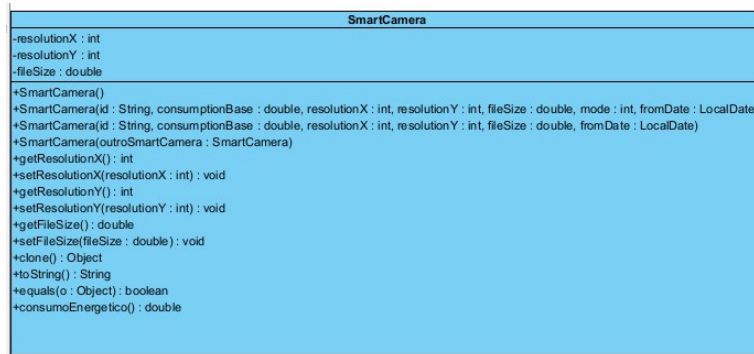 SmartCamera
-resolutionX : int
-resolutionY : int
-fileSize : double
+SmartCamera()
+SmartCamera(id : String, consumptionBase : double, resolutionX : int, resolutionY : int, fileSize : double, mode : int, fromDate : LocalDate
+SmartCamera(id : String, consumptionBase : double, resolutionX : int, resolutionY : int, fileSize : double, fromDate : LocalDate)
+SmartCamera(outroSmartCamera : SmartCamera)
+getResolutionX() : int
+setResolutionX(resolutionX : int) : void
+getResolutionY() : int
+setResolutionY(resolutionY : int) : void
+getFileSize() : double
+setFileSize(fileSize : double) : void
+clone() : Object
+toString() : String
+equals(o : Object) : boolean
+consumoEnergetico() : double